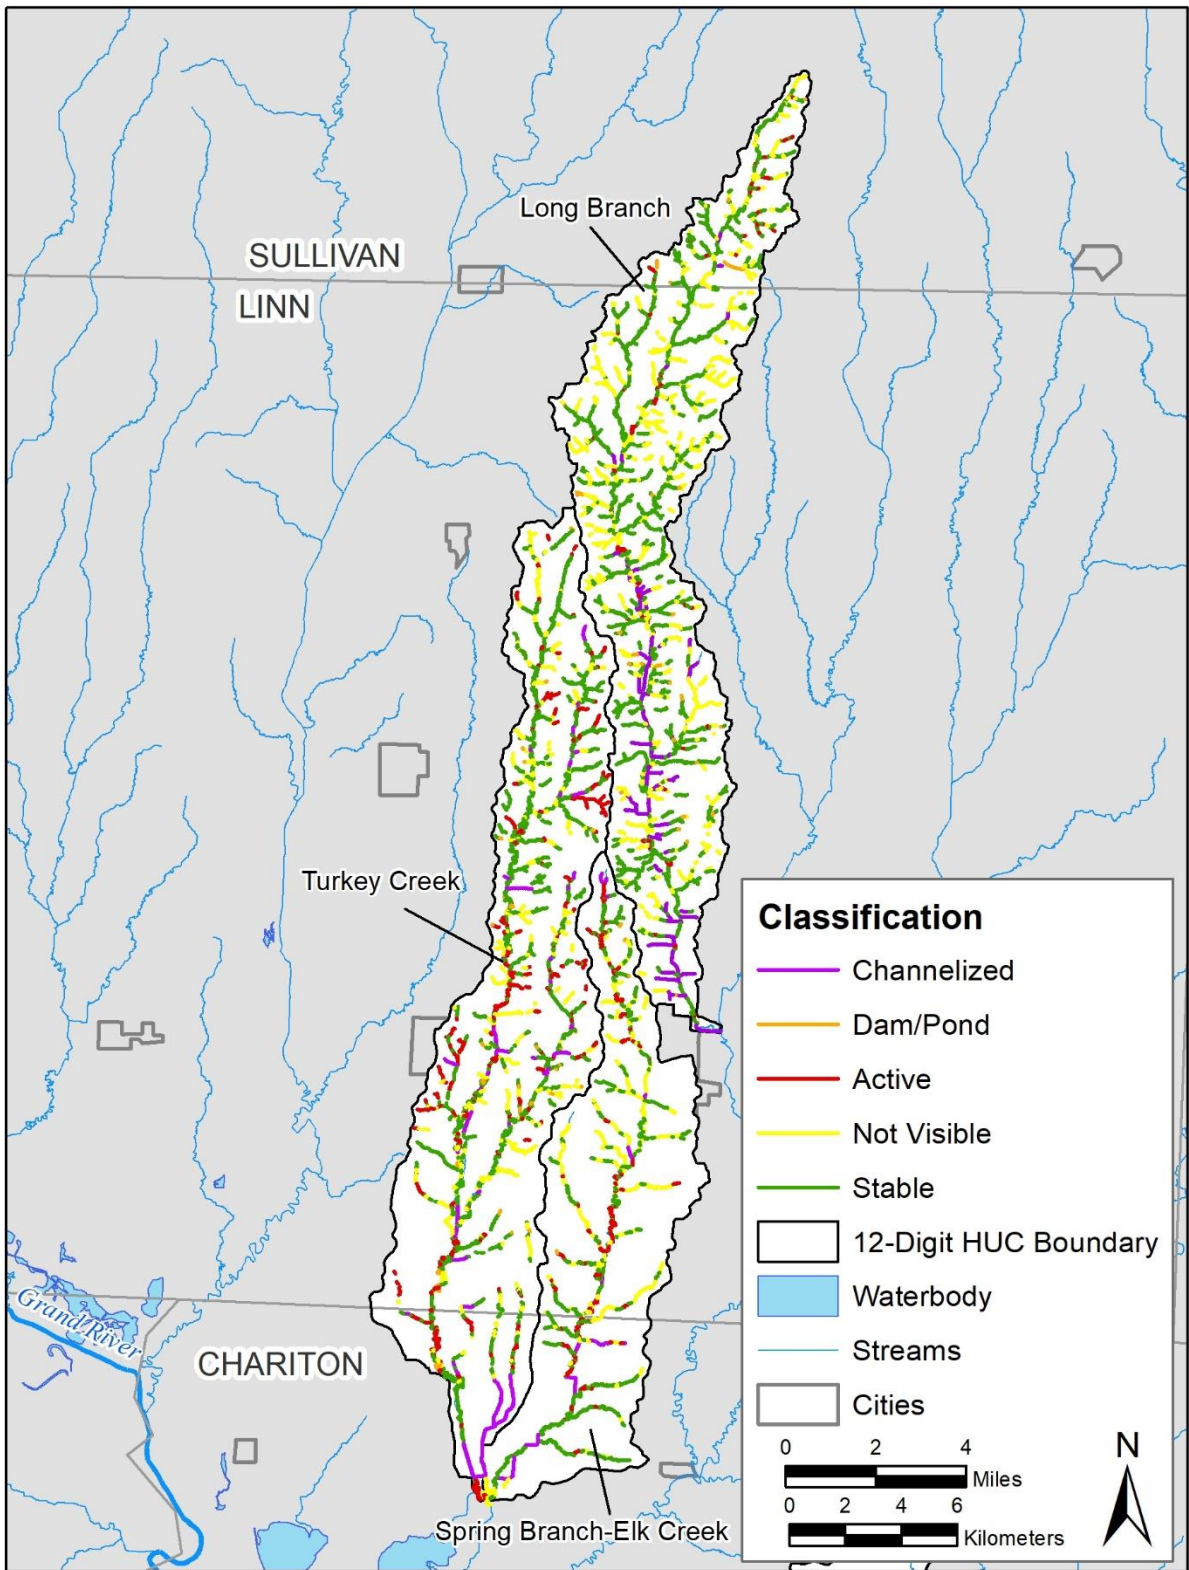 Long Branch
SULLIVAN
LINN
Turkey Creek
Grand River
CHARITON
Spring Branch-Elk Creek
Classification
Channelized
Dam/Pond
Active
Not Visible
Stable
12-Digit HUC Boundary
Waterbody
Streams
Cities
0 2 4
Miles
0 2 4 6
Kilometers
N